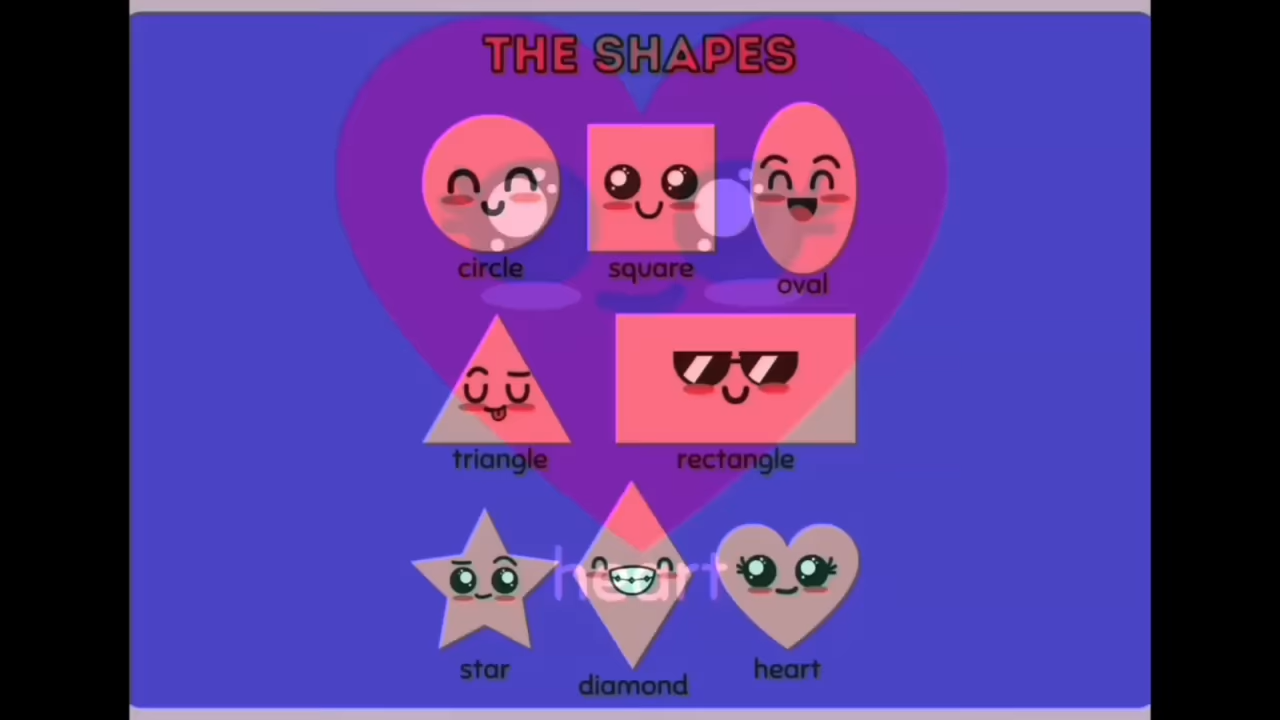 THE SHAPES
circle square oval
triangle rectangle
heart
star diamond heart